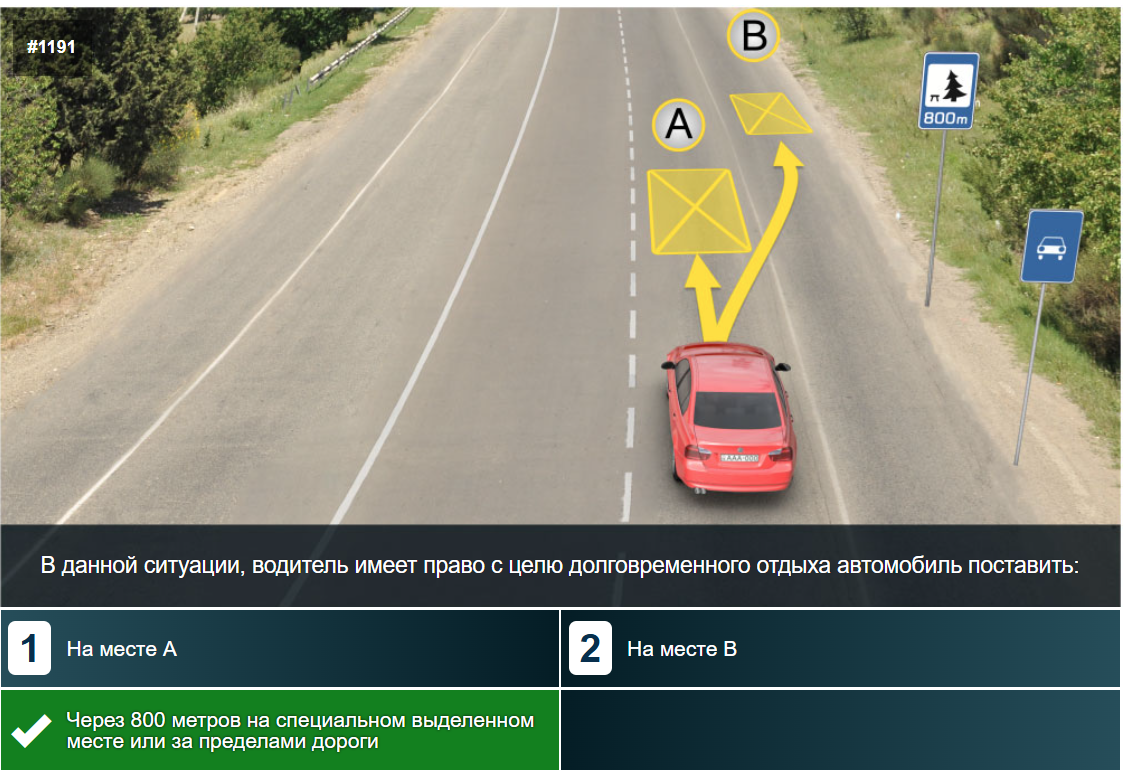 #1191
B
A
800m
AAA-000
В данной ситуации, водитель имеет право с целю долговременного отдыха автомобиль поставить:
1 На месте А
2 На месте В
Через 800 метров на специальном выделенном
месте или за пределами дороги